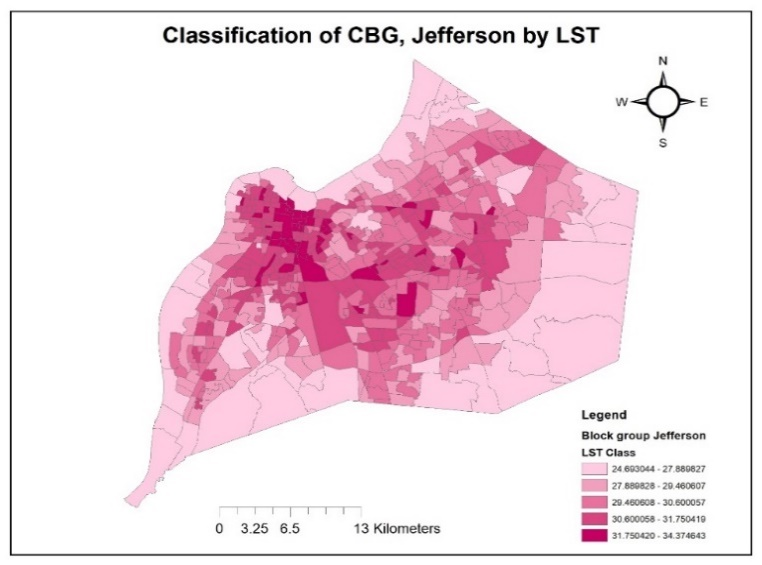 Classification of CBG, Jefferson by LST
N
W E
S
Legend
Block group Jefferson
LST Class
24.693044 - 27.889827
27.889828 - 29.460607
29.460608 - 30.600057
30.600058 - 31.750419
31.750420 - 34.374643
0 3.25 6.5 13 Kilometers